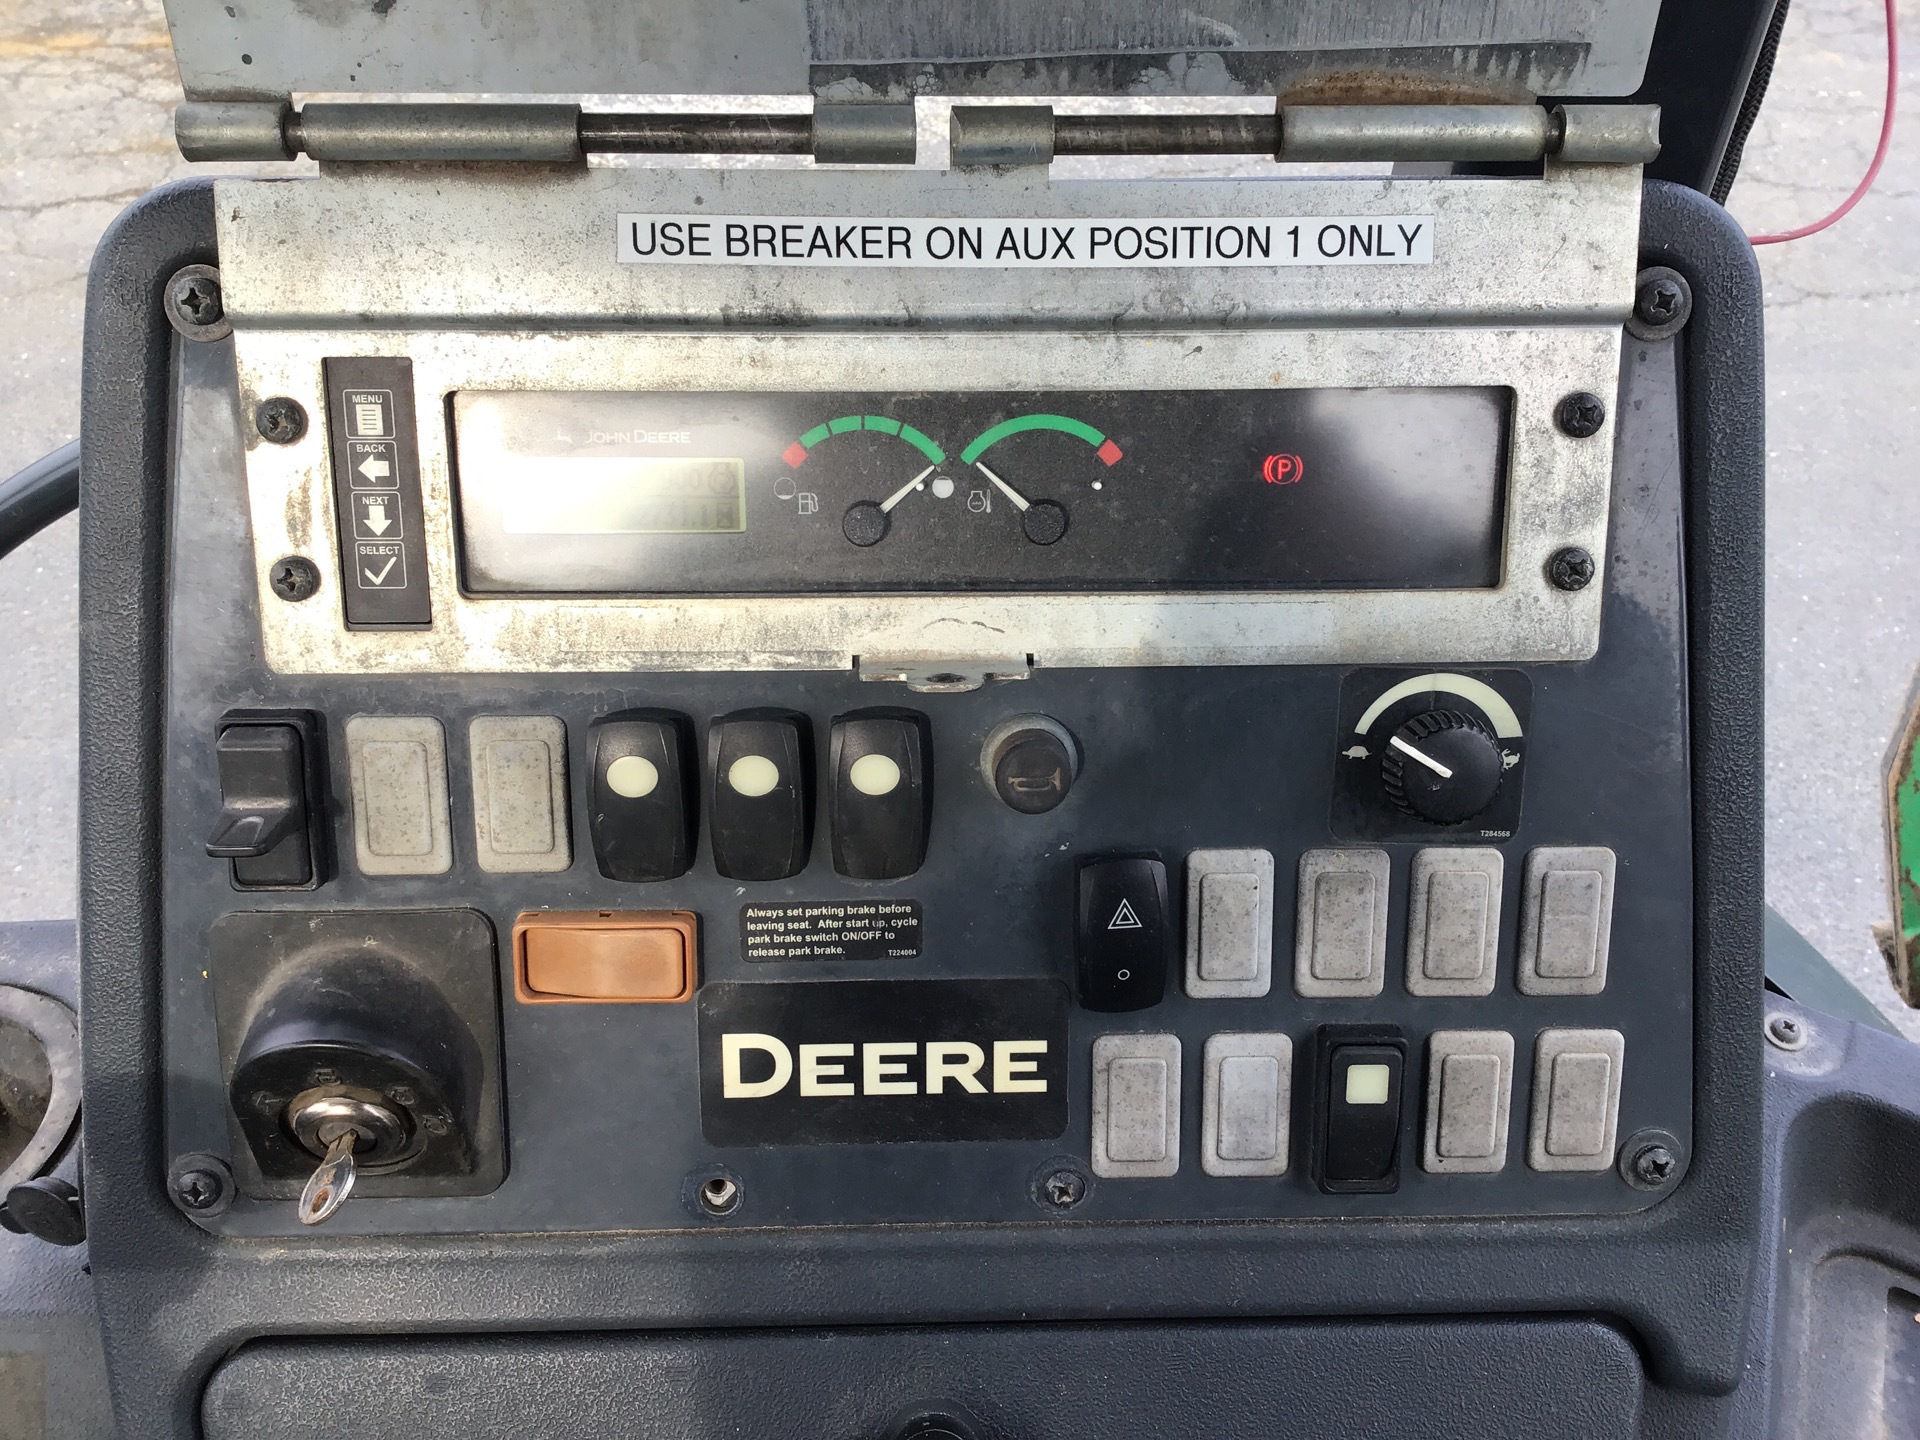 USE BREAKER ON AUX POSITION 1 ONLY
MENU
BACK
NEXT
SELECT
JOHN DEERE
P
T284568
Always set parking brake before
leaving seat. After start up, cycle
park brake switch ON/OFF to
release park brake.
T224004
DEERE